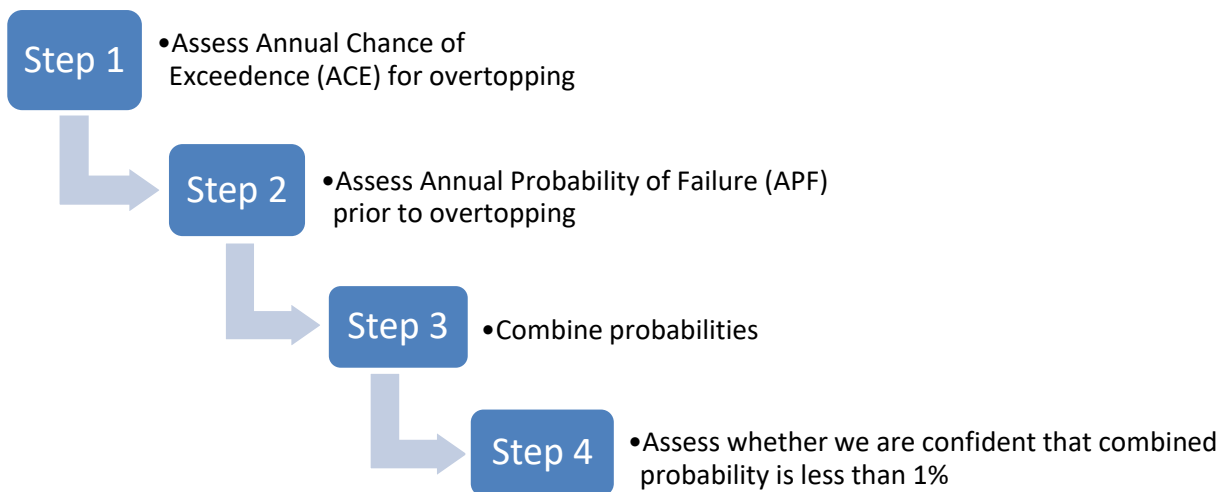 Step 1
•Assess Annual Chance of
Exceedence (ACE) for overtopping
Step 2
•Assess Annual Probability of Failure (APF)
prior to overtopping
Step 3
•Combine probabilities
Step 4
•Assess whether we are confident that combined
probability is less than 1%